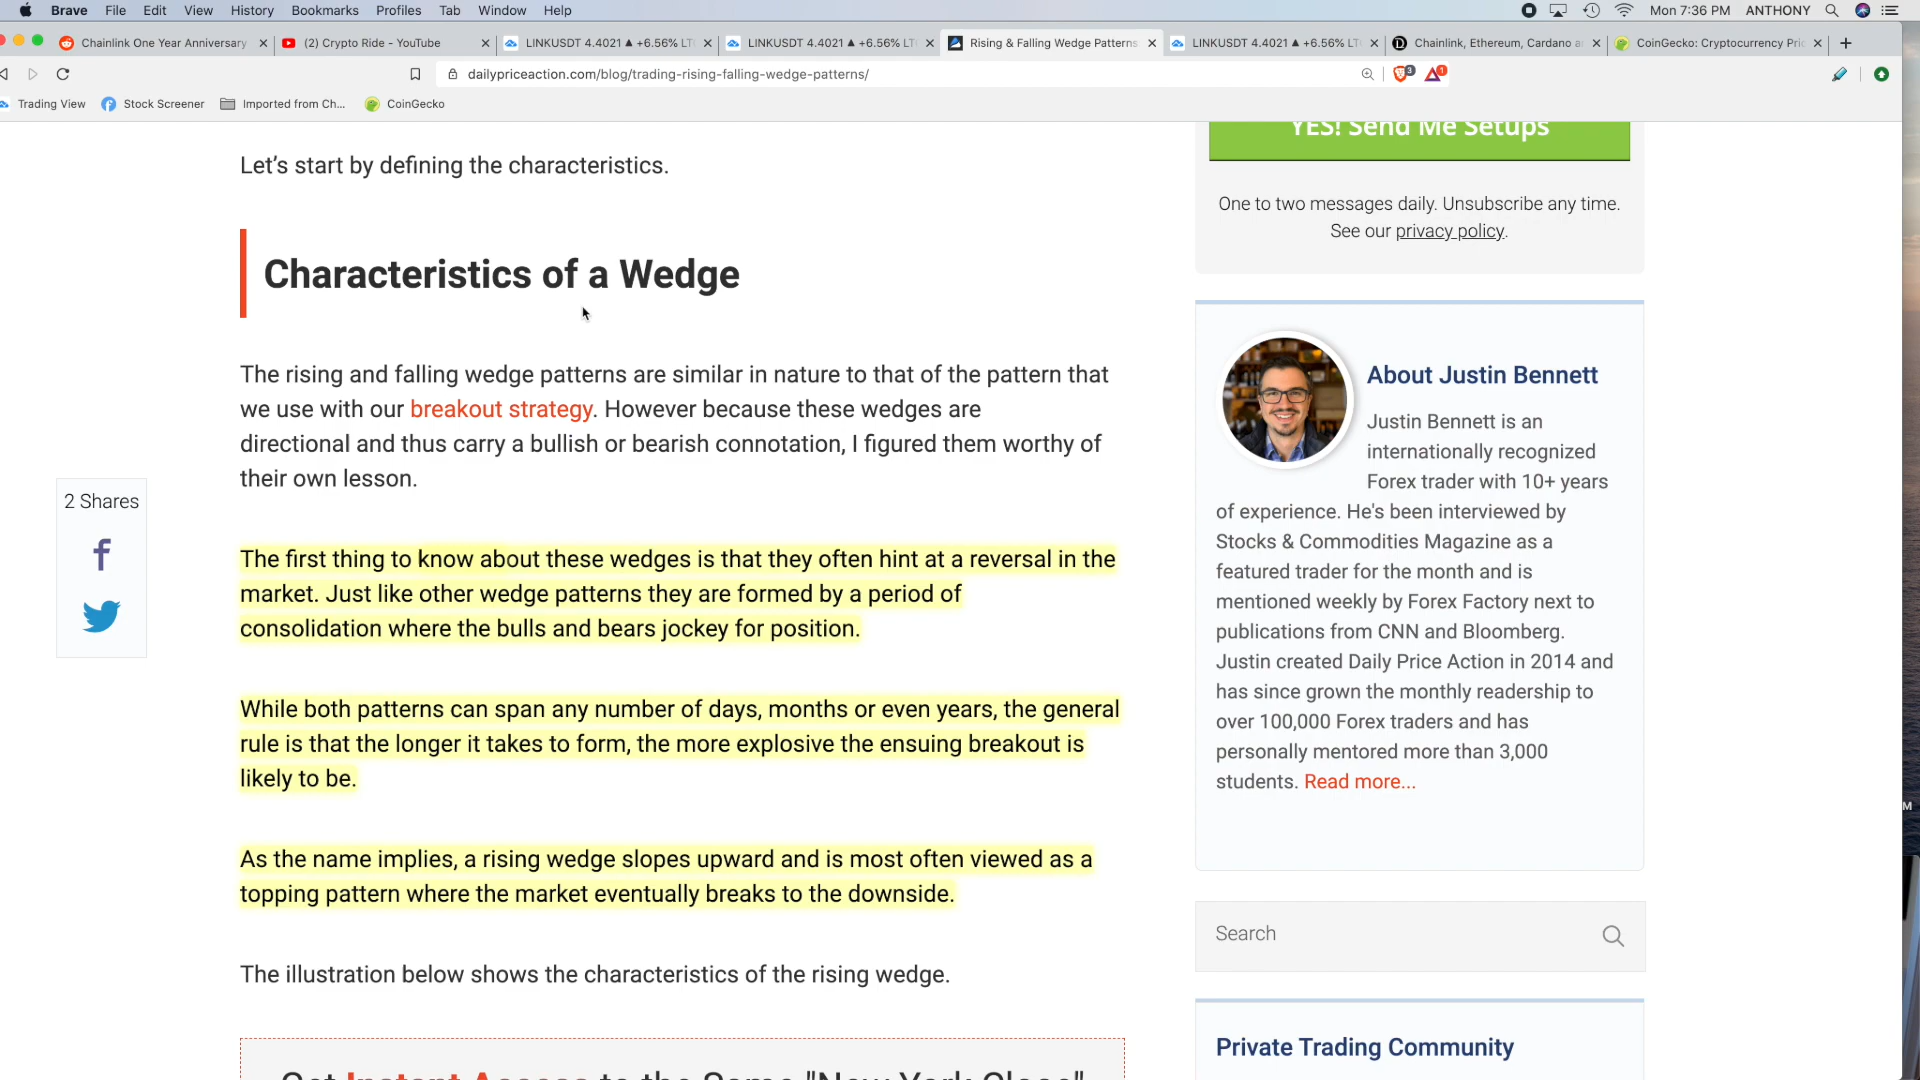 Brave File Edit View History Bookmarks Profiles Tab Window Help Mon 7:36 PM ANTHONY
Chainlink One Year Anniversary
(2) Crypto Ride - YouTube
LINKUSDT 4.4021 ▲ +6.56% LT
LINKUSDT 4.4021 ▲ +6.56% LT
Rising & Falling Wedge Patterns
LINKUSDT 4.4021 ▲ +6.56% LT
Chainlink, Ethereum, Cardano a
CoinGecko: Cryptocurrency Pric
dailypriceaction.com/blog/trading-rising-falling-wedge-patterns/
3
1
Trading View Stock Screener Imported from Ch... CoinGecko
Let's start by defining the characteristics.
Characteristics of a Wedge
The rising and falling wedge patterns are similar in nature to that of the pattern that
we use with our breakout strategy. However because these wedges are
directional and thus carry a bullish or bearish connotation, I figured them worthy of
their own lesson.
2 Shares
The first thing to know about these wedges is that they often hint at a reversal in the
market. Just like other wedge patterns they are formed by a period of
consolidation where the bulls and bears jockey for position.
While both patterns can span any number of days, months or even years, the general
rule is that the longer it takes to form, the more explosive the ensuing breakout is
likely to be.
As the name implies, a rising wedge slopes upward and is most often viewed as a
topping pattern where the market eventually breaks to the downside.
The illustration below shows the characteristics of the rising wedge.
Get Instant Access to the Same "New York Close"
YES! Send Me Setups
One to two messages daily. Unsubscribe any time.
See our privacy policy.
About Justin Bennett
Justin Bennett is an
internationally recognized
Forex trader with 10+ years
of experience. He's been interviewed by
Stocks & Commodities Magazine as a
featured trader for the month and is
mentioned weekly by Forex Factory next to
publications from CNN and Bloomberg.
Justin created Daily Price Action in 2014 and
has since grown the monthly readership to
over 100,000 Forex traders and has
personally mentored more than 3,000
students. Read more...
Search
Private Trading Community
M